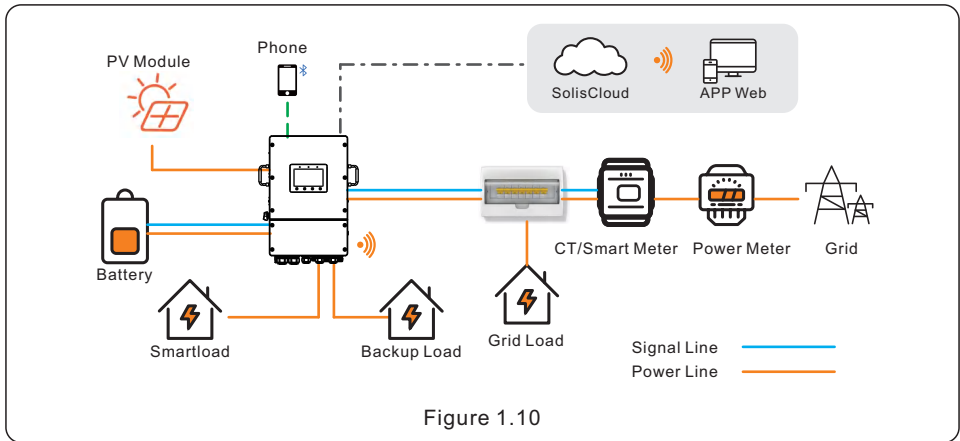 Phone
PV Module
SolisCloud
APP Web
CT/Smart Meter
Power Meter
Grid
Battery
Smartload
Backup Load
Grid Load
Signal Line
Power Line
Figure 1.10